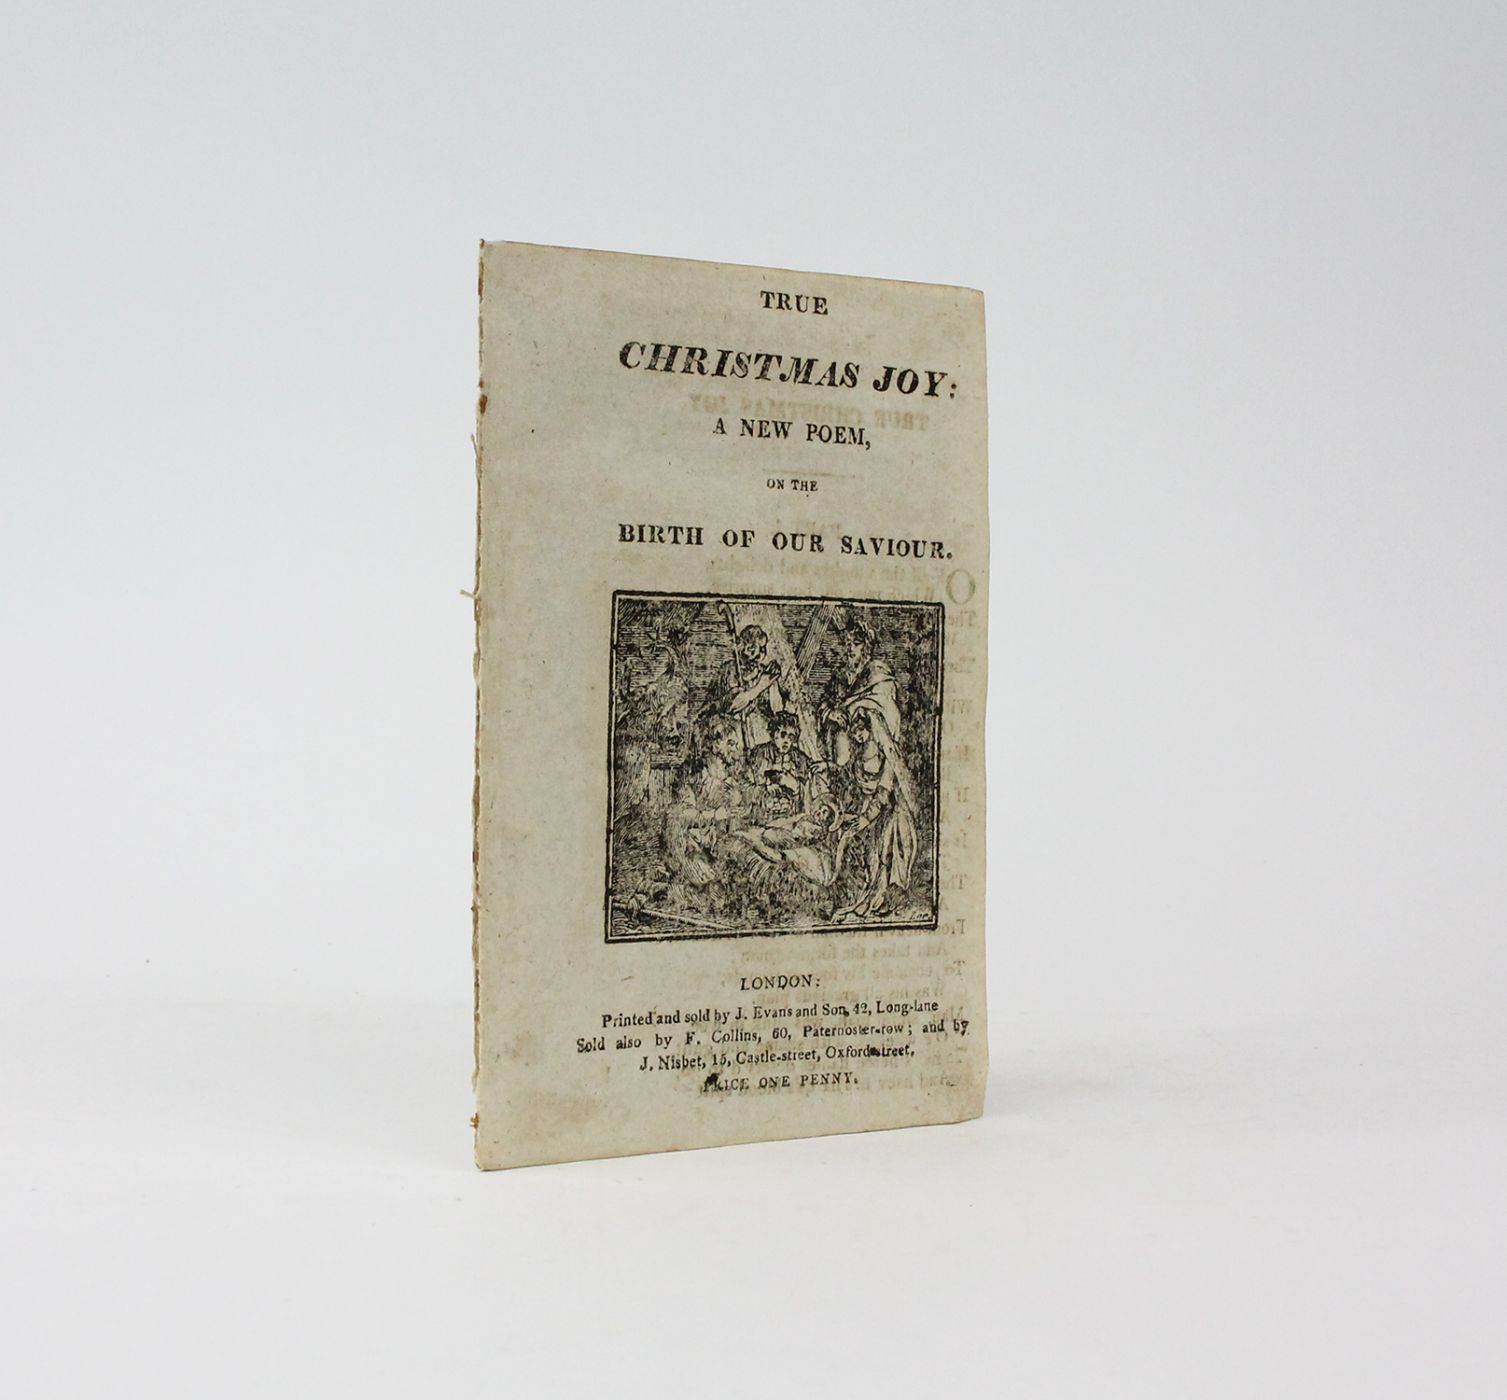 TRUE
CHRISTMAS JOY:
A NEW POEM,
ON THE
BIRTH OF OUR SAVIOUR.
LONDON:
Printed and sold by J. Evans and Son, 42, Long-lane
Sold also by F. Collins, 60, Paternoster-row; and by
J. Nisbet, 15, Castle-street, Oxford-street.
PRICE ONE PENNY.